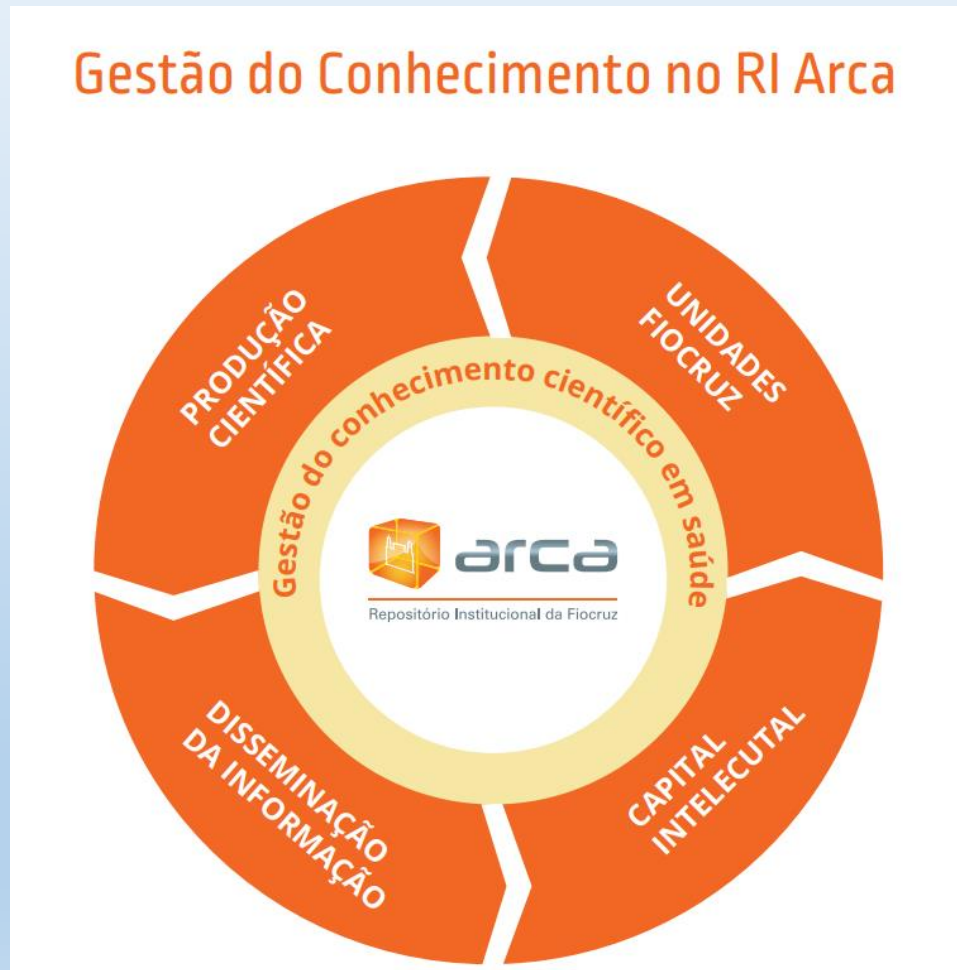 Gestão do Conhecimento no RI Arca
PRODUÇÃO
CIENTÍFICA
UNIDADES
FIOCRUZ
Gestão do conhecimento científico em saúde
arca
Repositório Institucional da Fiocruz
DISSEMINAÇÃO
DA INFORMAÇÃO
CAPITAL
INTELECUTAL